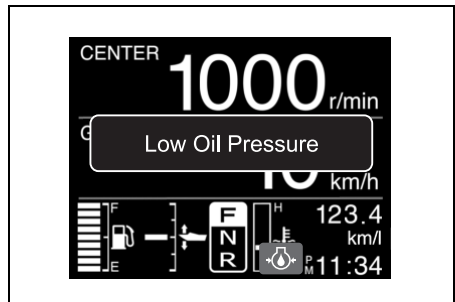 CENTER 1000 r/min
G
Low Oil Pressure
km/h
F H 123.4
F
N km/l
E R PM 11:34